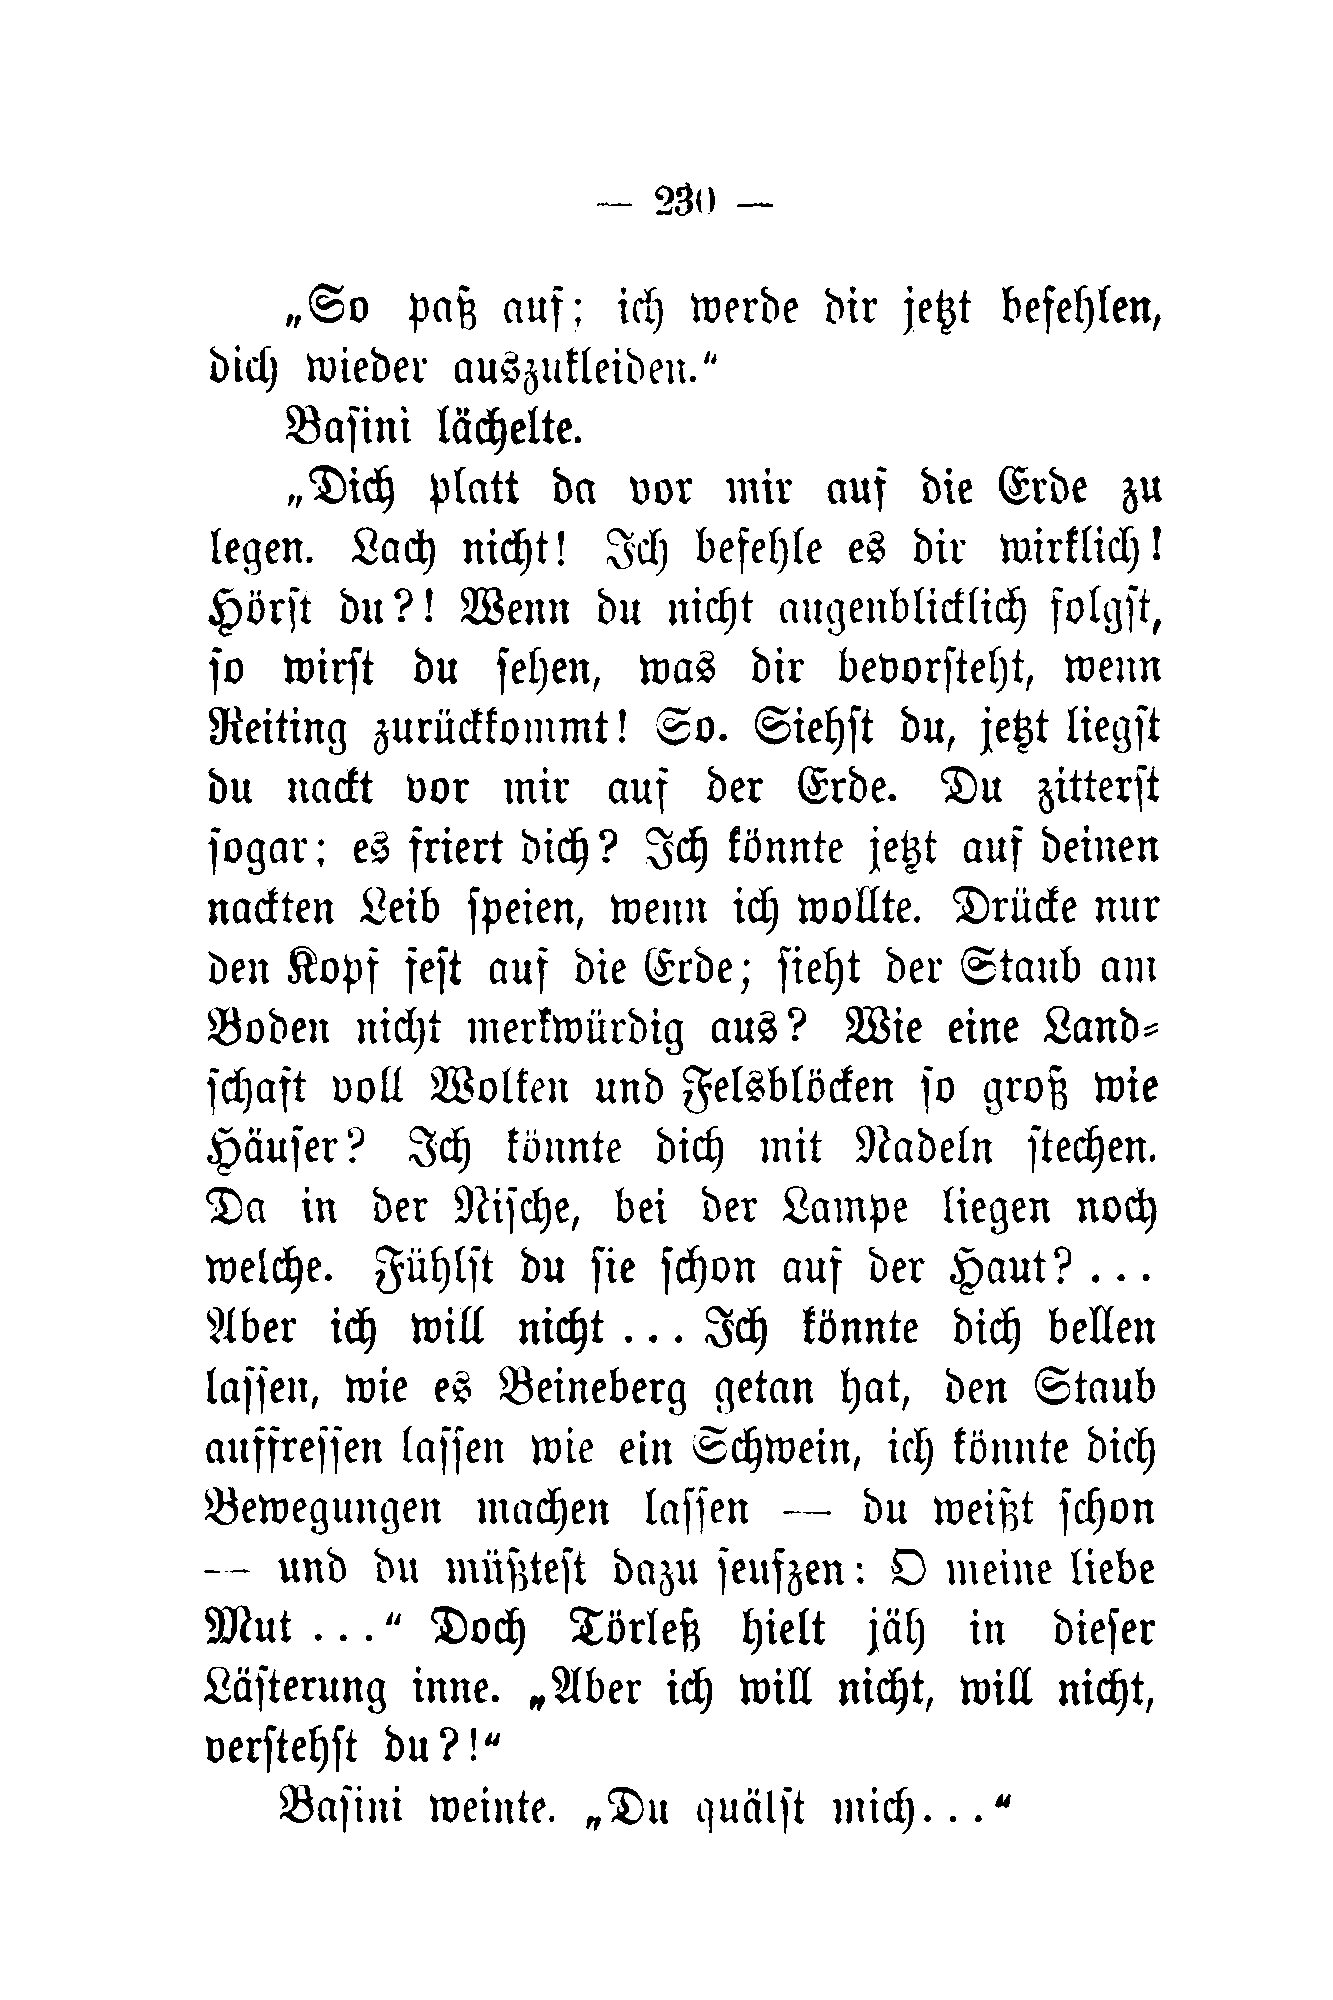 — 230 —
„So paß auf; ich werde dir jetzt befehlen,
dich wieder auszukleiden.“
Basini lächelte.
„Dich platt da vor mir auf die Erde zu
legen. Lach nicht! Ich befehle es dir wirklich!
Hörst du?! Wenn du nicht augenblicklich folgst,
so wirst du sehen, was dir bevorsteht, wenn
Reiting zurückkommt! So. Siehst du, jetzt liegst
du nackt vor mir auf der Erde. Du zitterst
sogar; es friert dich? Ich könnte jetzt auf deinen
nackten Leib speien, wenn ich wollte. Drücke nur
den Kopf fest auf die Erde; sieht der Staub am
Boden nicht merkwürdig aus? Wie eine Land-
schaft voll Wolken und Felsblöcken so groß wie
Häuser? Ich könnte dich mit Nadeln stechen.
Da in der Nische, bei der Lampe liegen noch
welche. Fühlst du sie schon auf der Haut? ...
Aber ich will nicht ... Ich könnte dich bellen
lassen, wie es Beineberg getan hat, den Staub
auffressen lassen wie ein Schwein, ich könnte dich
Bewegungen machen lassen — du weißt schon
— und du müßtest dazu seufzen: O meine liebe
Mut ...“ Doch Törleß hielt jäh in dieser
Lästerung inne. „Aber ich will nicht, will nicht,
verstehst du?!“
Basini weinte. „Du quälst mich...“